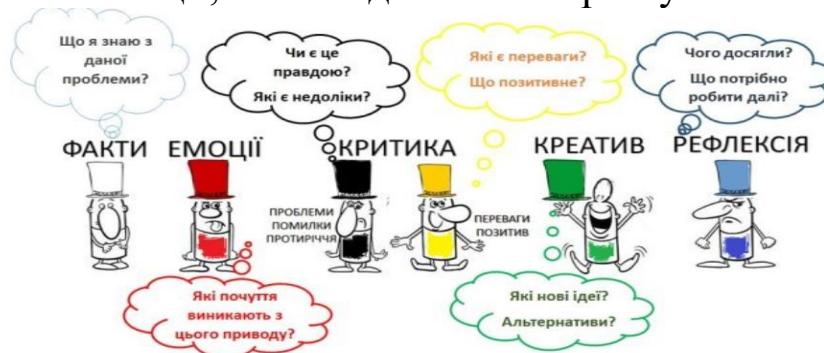 Що я знаю з
даної
проблеми?
Чи є це
правдою?
Які є недоліки?
Які є переваги?
Що позитивне?
Чого досягли?
Що потрібно
робити далі?
ФАКТИ
ЕМОЦІЇ
КРИТИКА
КРЕАТИВ
РЕФЛЕКСІЯ
ПРОБЛЕМИ
ПОМИЛКИ
ПРОТИРІЧЧЯ
ПЕРЕВАГИ
ПОЗИТИВ
Які почуття
виникають з
цього приводу?
Які нові ідеї?
Альтернативи?